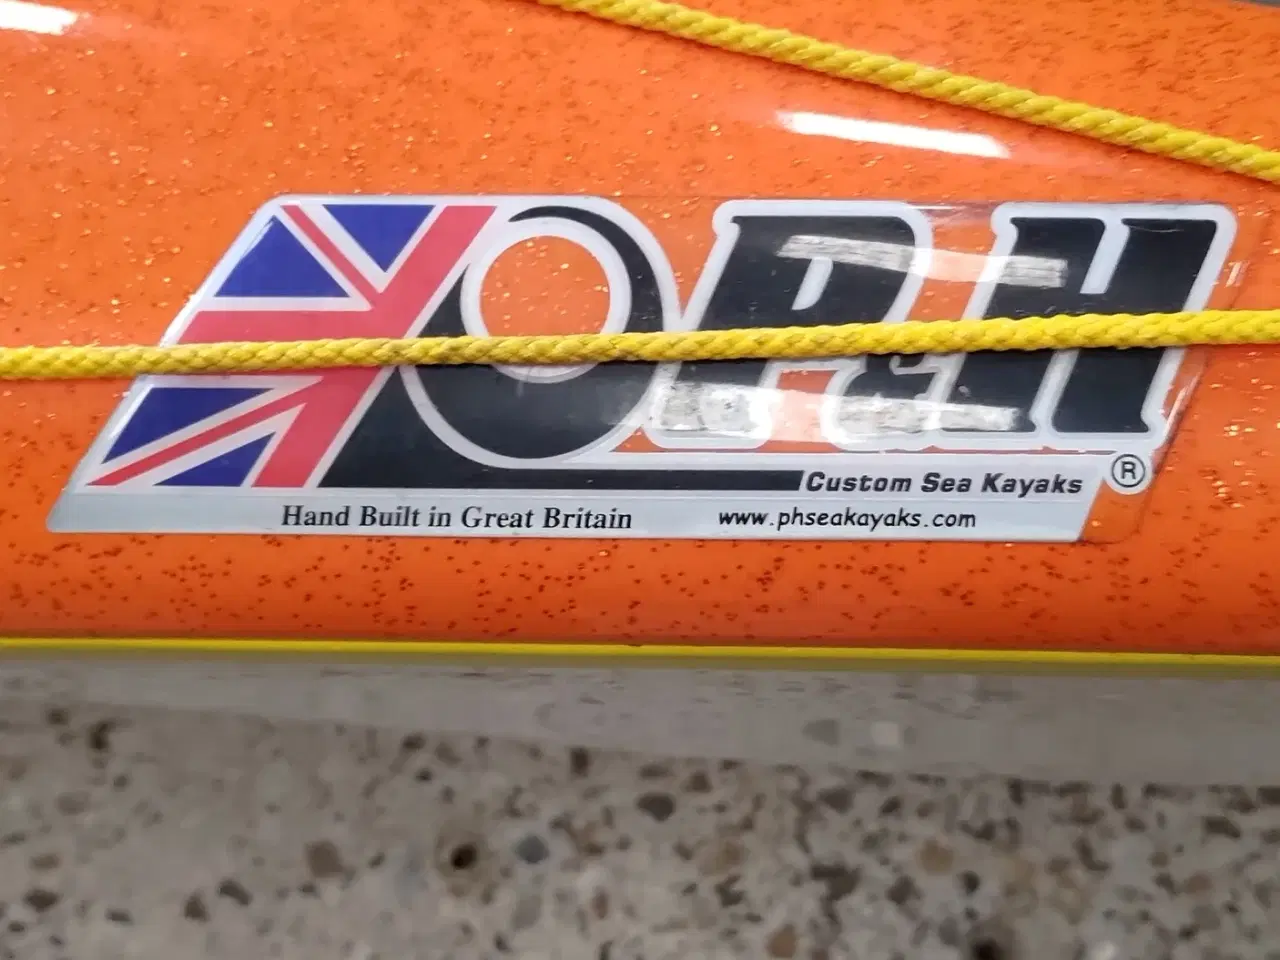 P&H
Custom Sea Kayaks ®
Hand Built in Great Britain www.phseakayaks.com